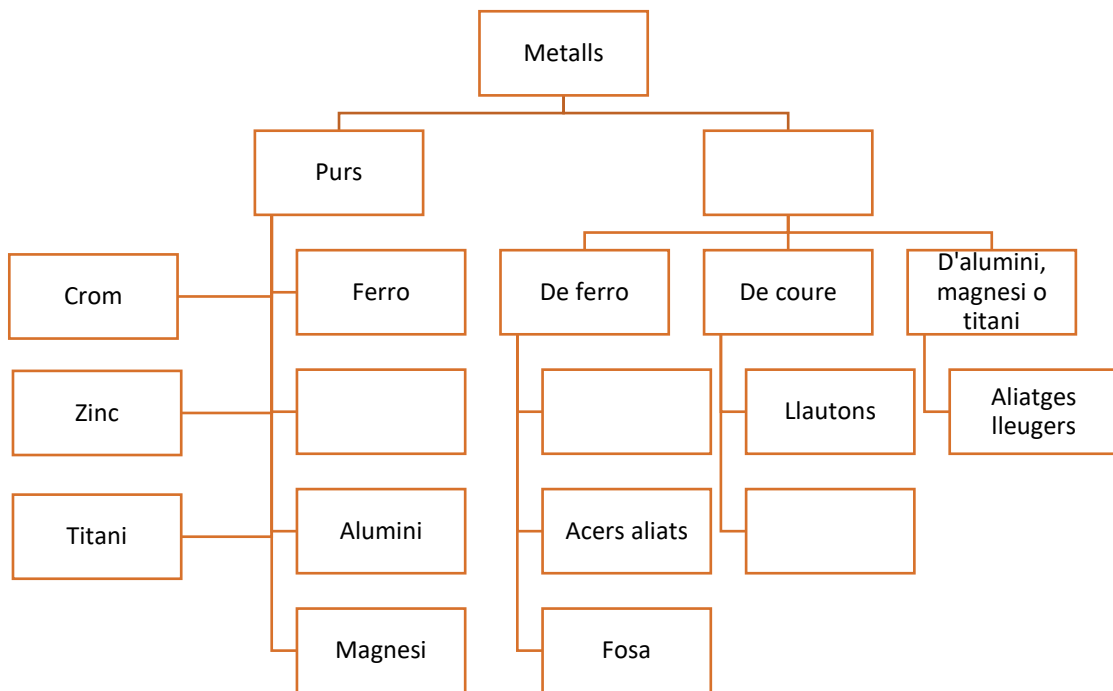 Metalls
Purs
Crom
Ferro
Zinc
Titani
Alumini
Magnesi
De ferro
Acers aliats
Fosa
De coure
Llautons
D'alumini,
magnesi o
titani
Aliatges
lleugers